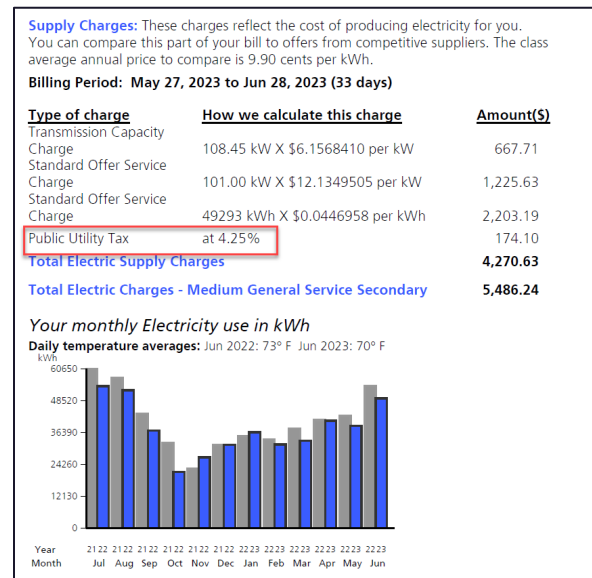 Supply Charges: These charges reflect the cost of producing electricity for you.
You can compare this part of your bill to offers from competitive suppliers. The class
average annual price to compare is 9.90 cents per kWh.
Billing Period: May 27, 2023 to Jun 28, 2023 (33 days)
Type of charge How we calculate this charge Amount($)
Transmission Capacity
Charge 108.45 kW X $6.1568410 per kW 667.71
Standard Offer Service
Charge 101.00 kW X $12.1349505 per kW 1,225.63
Standard Offer Service
Charge 49293 kWh X $0.0446958 per kWh 2,203.19
Public Utility Tax at 4.25% 174.10
Total Electric Supply Charges 4,270.63
Total Electric Charges - Medium General Service Secondary 5,486.24
Your monthly Electricity use in kWh
Daily temperature averages: Jun 2022: 73° F Jun 2023: 70° F
kWh
60650
48520
36390
24260
12130
0
Year 21 22 21 22 21 22 21 22 21 22 21 22 22 23 22 23 22 23 22 23 22 23 22 23
Month Jul Aug Sep Oct Nov Dec Jan Feb Mar Apr May Jun